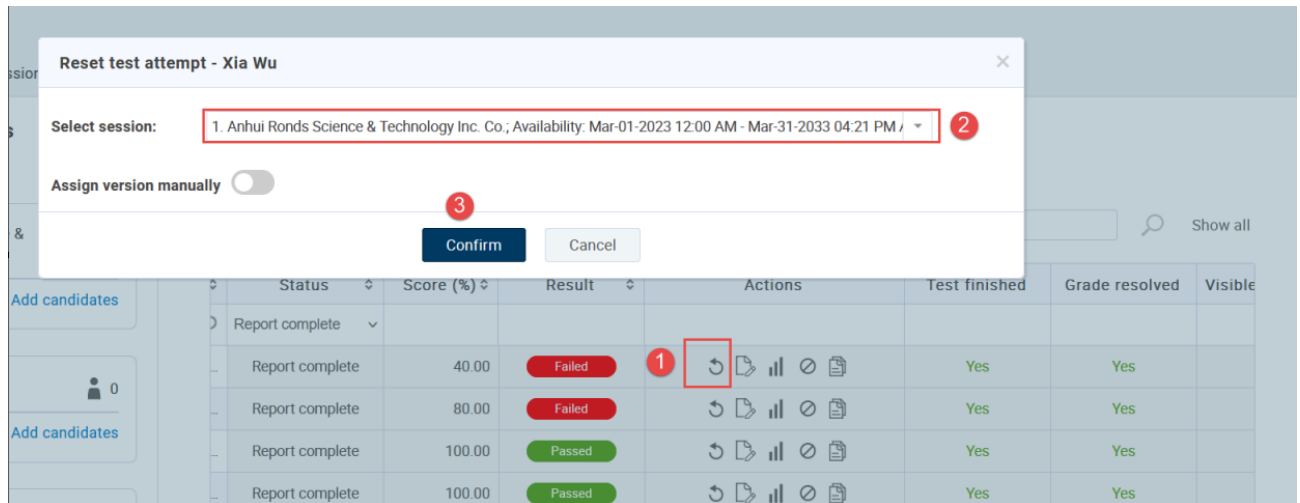 Reset test attempt - Xia Wu
ssion
s
Select session:
1. Anhui Ronds Science & Technology Inc. Co.; Availability: Mar-01-2023 12:00 AM - Mar-31-2033 04:21 PM
2
Assign version manually
3
&
Show all
Confirm
Cancel
Status Score (%) Result Actions Test finished Grade resolved Visible
Add candidates
Report complete
1
... Report complete 40.00 Failed Yes Yes
0
... Report complete 80.00 Failed Yes Yes
Add candidates
... Report complete 100.00 Passed Yes Yes
... Report complete 100.00 Passed Yes Yes